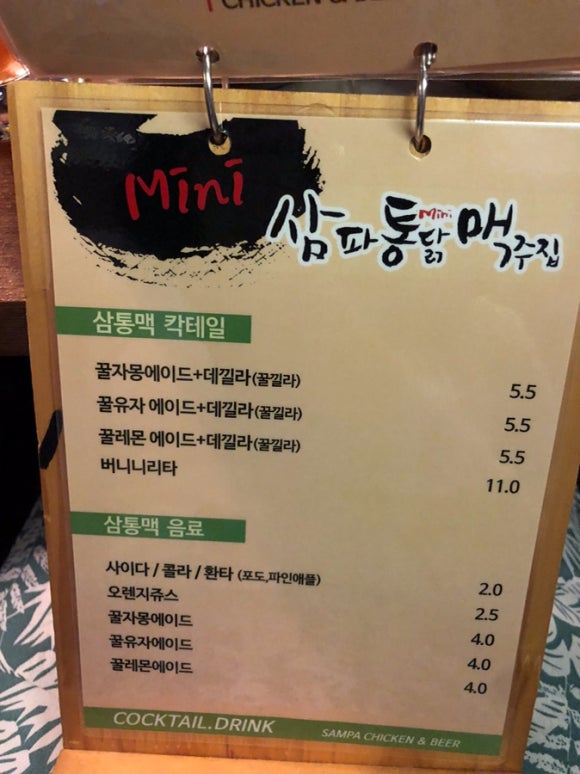 CHICKEN & BEER
Mini
삼파통닭맥주집
Mini
삼통맥 칵테일
꿀자몽에이드+데낄라(꿀낄라) 5.5
꿀유자 에이드+데낄라(꿀낄라) 5.5
꿀레몬 에이드+데낄라(꿀낄라) 5.5
버니니리타 11.0
삼통맥 음료
사이다 / 콜라 / 환타 (포도,파인애플) 2.0
오렌지쥬스 2.5
꿀자몽에이드 4.0
꿀유자에이드 4.0
꿀레몬에이드 4.0
COCKTAIL.DRINK SAMPA CHICKEN & BEER